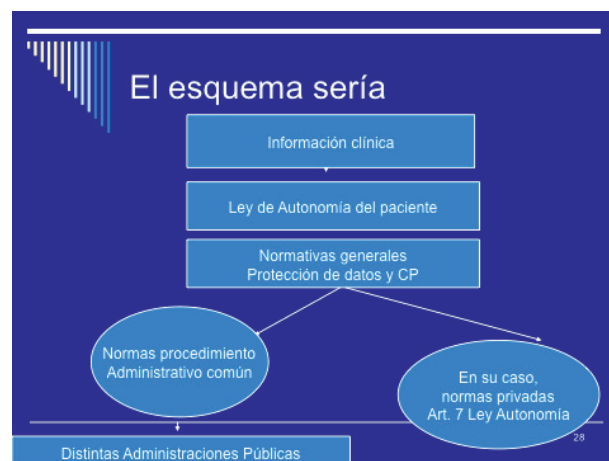 El esquema sería
Información clínica
Ley de Autonomía del paciente
Normativas generales
Protección de datos y CP
Normas procedimiento
Administrativo común
En su caso,
normas privadas
Art. 7 Ley Autonomía
28
Distintas Administraciones Públicas